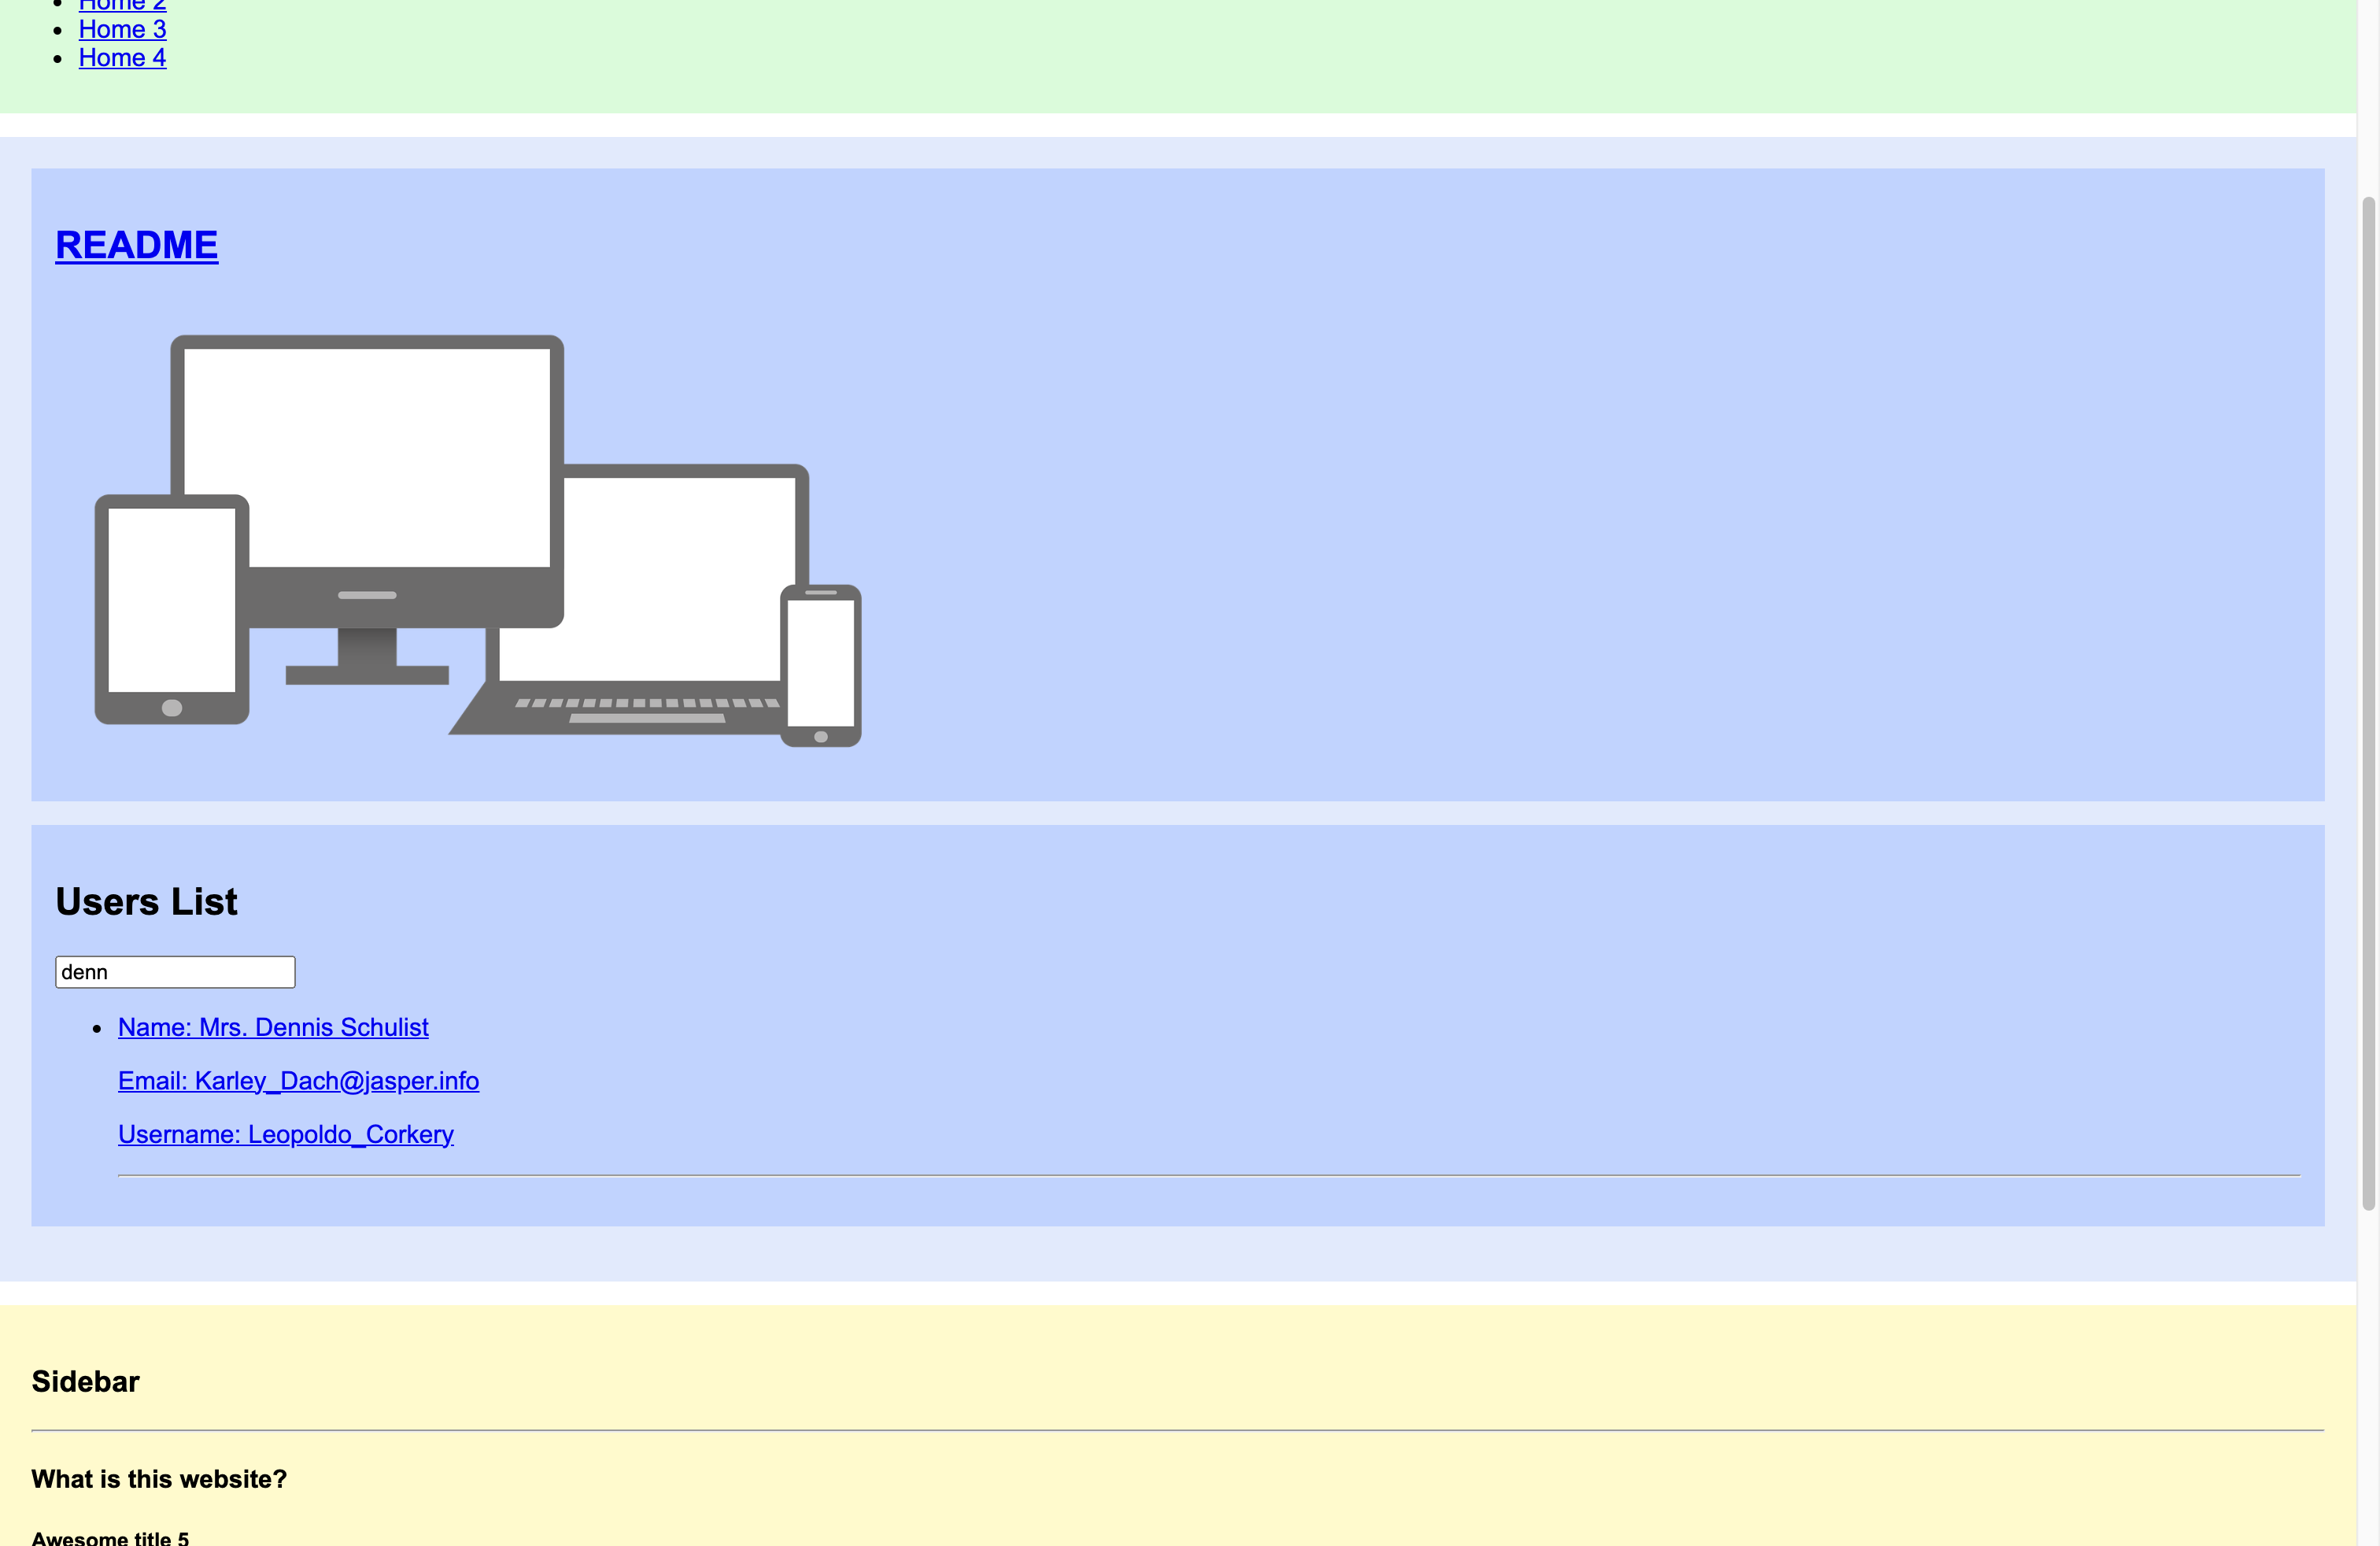 Home 2
Home 3
Home 4
README
Users List
denn
Name: Mrs. Dennis Schulist
Email: Karley_Dach@jasper.info
Username: Leopoldo_Corkery
Sidebar
What is this website?
Awesome title 5